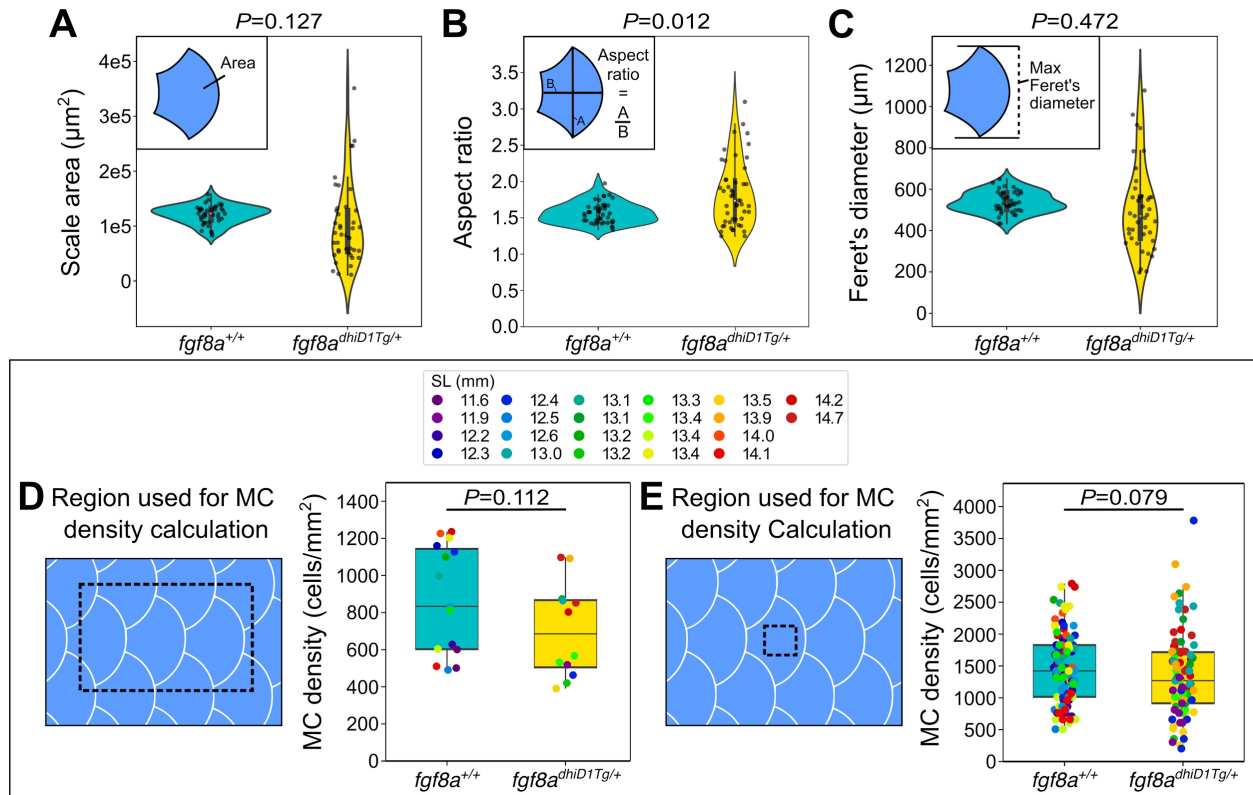 A
P=0.127
Scale area (µm²)
4e5
3e5
2e5
1e5
0
Area
fgf8a+/+
fgf8adhiD1Tg/+
B
P=0.012
Aspect ratio
3.5
3.0
2.5
2.0
1.5
1.0
0.5
0.0
B
A
Aspect
ratio
=
A
B
fgf8a+/+
fgf8adhiD1Tg/+
C
P=0.472
Feret's diameter (µm)
1200
1000
800
600
400
200
0
Max
Feret's
diameter
fgf8a+/+
fgf8adhiD1Tg/+
SL (mm)
11.6 12.4 13.1 13.3 13.5 14.2
11.9 12.5 13.1 13.4 13.9 14.7
12.2 12.6 13.2 13.4 14.0
12.3 13.0 13.2 13.4 14.1
D
Region used for MC
density calculation
MC density (cells/mm²)
1400
1200
1000
800
600
400
200
0
P=0.112
fgf8a+/+
fgf8adhiD1Tg/+
E
Region used for MC
density Calculation
MC density (cells/mm²)
4000
3500
3000
2500
2000
1500
1000
500
0
P=0.079
fgf8a+/+
fgf8adhiD1Tg/+